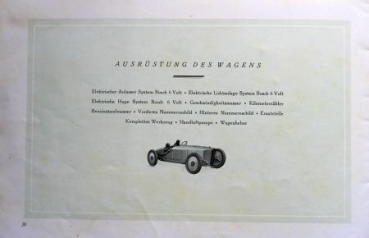 AUSRÜSTUNG DES WAGENS
Elektrischer Anlasser System Bosch 6 Volt • Elektrische Lichtanlage System Bosch 6 Volt
Elektrische Hupe System Bosch 6 Volt • Geschwindigkeitsmesser • Kilometerzähler
Benzinstandmesser • Vorderes Nummernschild • Hinteres Nummernschild • Ersatzteile
Komplettes Werkzeug • Handluftpumpe • Wagenheber